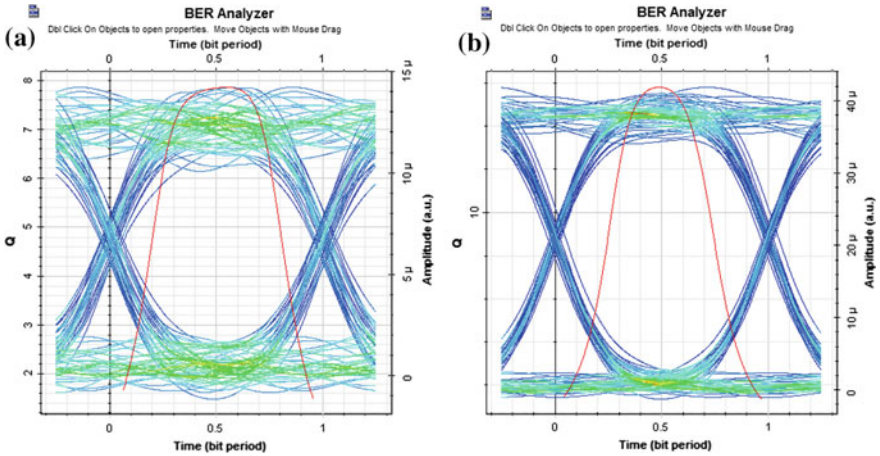 (a)
BER Analyzer
Dbl Click On Objects to open properties. Move Objects with Mouse Drag
Time (bit period)
0 0.5 1
Q
8
7
6
5
4
3
2
15 µ
10 µ
5 µ
0
Amplitude (a.u.)
0 0.5 1
Time (bit period)
(b)
BER Analyzer
Dbl Click On Objects to open properties. Move Objects with Mouse Drag
Time (bit period)
0 0.5 1
Q
10
40 µ
30 µ
20 µ
10 µ
0
Amplitude (a.u.)
0 0.5 1
Time (bit period)